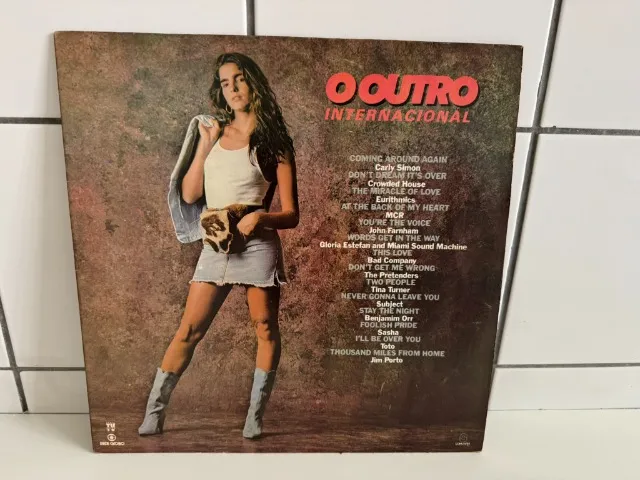 O OUTRO
INTERNACIONAL
COMING AROUND AGAIN
Carly Simon
DON'T DREAM IT'S OVER
Crowded House
THE MIRACLE OF LOVE
Eurithmics
AT THE BACK OF MY HEART
MCR
YOU'RE THE VOICE
John Farnham
WORDS GET IN THE WAY
Gloria Estefan and Miami Sound Machine
THIS LOVE
Bad Company
DON'T GET ME WRONG
The Pretenders
TWO PEOPLE
Tina Turner
NEVER GONNA LEAVE YOU
Subject
STAY THE NIGHT
Benjamim Orr
FOOLISH PRIDE
Sasha
I'LL BE OVER YOU
Toto
THOUSAND MILES FROM HOME
Jim Porto